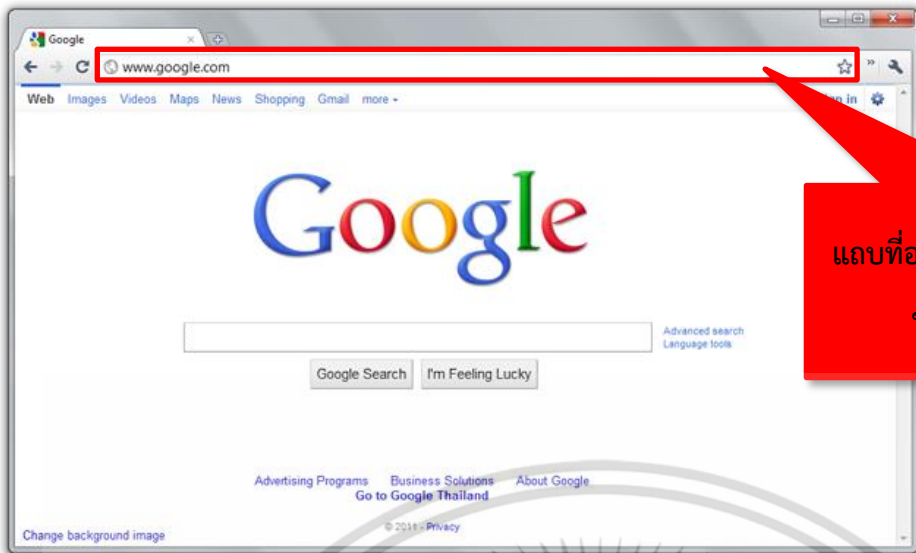 Google
www.google.com
Web Images Videos Maps News Shopping Gmail more
in
Google
Advanced search
Language tools
Google Search I'm Feeling Lucky
แถบที่อ
Advertising Programs Business Solutions About Google
Go to Google Thailand
© 2011 - Privacy
Change background image